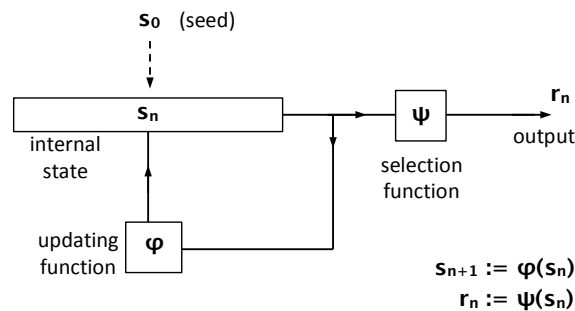 s₀ (seed)
sₙ
internal
state
ψ
rₙ
output
selection
function
updating
function
φ
sₙ₊₁ := φ(sₙ)
rₙ := ψ(sₙ)